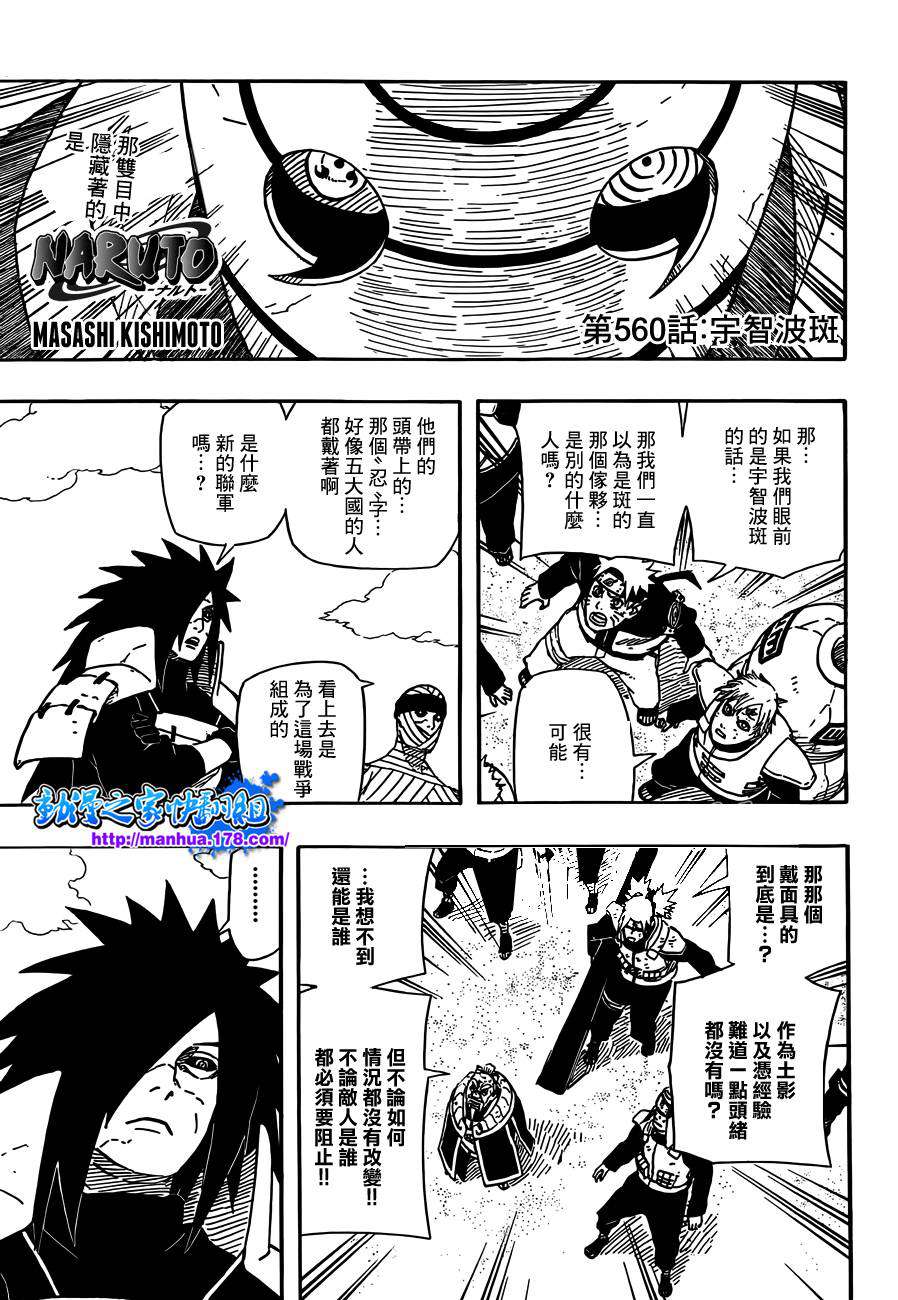 那雙目中
隱藏著的
是
NARUTO
ーナルトー
MASASHI KISHIMOTO
第560話:宇智波斑
那…
如果我們眼前
的是宇智波斑
的話…
那我們一直
以為是斑的
那個傢夥…
是別的什麼
人嗎?
很有…
可能
他們的
頭帶上的…
那個〝忍〞字…
好像五大國的人
都戴著啊
是什麼
新的聯軍
嗎…?
看上去是
為了這場戰爭
組成的
動漫之家漢化組
http://manhua.178.com/
那那個
戴面具的
到底是…?
作為土影
以及憑經驗
難道一點頭緒
都沒有嗎?
…我想不到
還能是誰
但不論如何
情況都沒有改變!!
不論敵人是誰
都必須要阻止!!
………